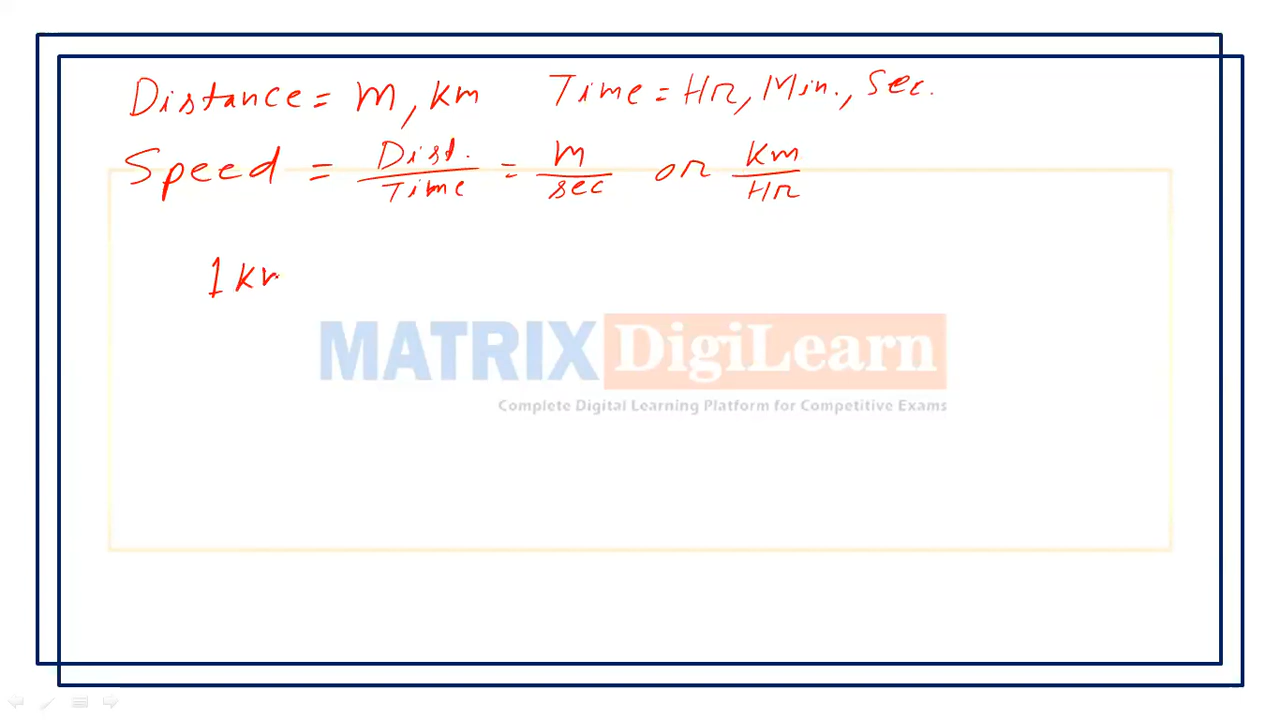 Distance = m, km Time = Hr, Min., Sec.
Speed = Dist./Time = m/sec or km/Hr
1 kr
MATRIX DigiLearn
Complete Digital Learning Platform for Competitive Exams